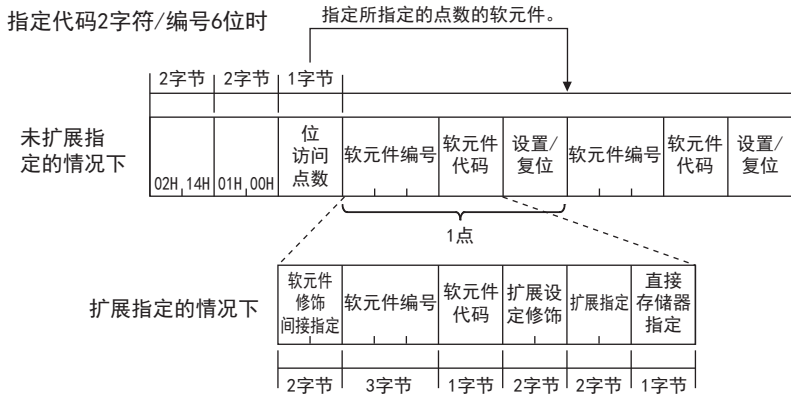 指定代码2字符/编号6位时
指定所指定的点数的软元件。
2字节 2字节 1字节
未扩展指
定的情况下
02H 14H 01H 00H
位
访问
点数
软元件编号
软元件
代码
设置/
复位
软元件编号
软元件
代码
设置/
复位
1点
扩展指定的情况下
软元件
修饰
间接指定
软元件编号
软元件
代码
扩展设
定修饰
扩展指定
直接
存储器
指定
2字节 3字节 1字节 2字节 2字节 1字节